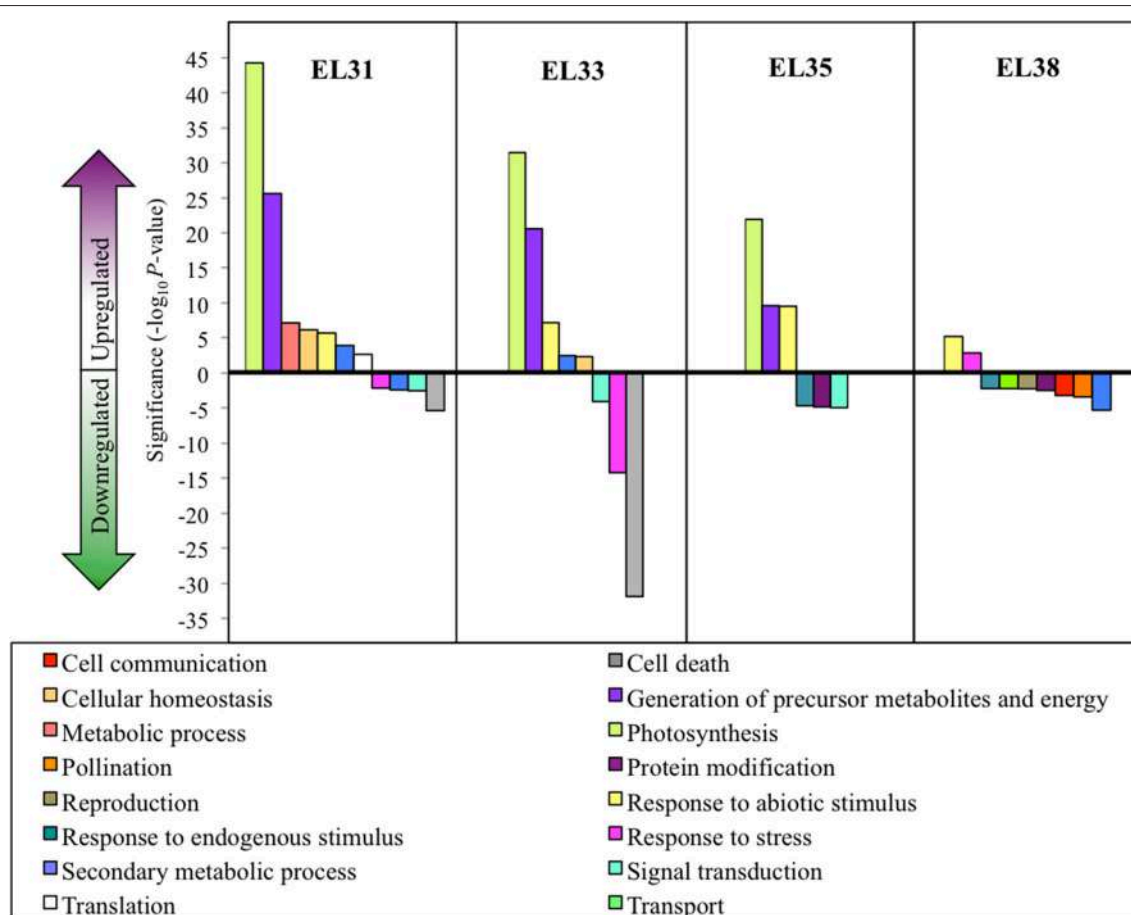 EL31 EL33 EL35 EL38
45
40
35
30
25
20
15
10
5
0
-5
-10
-15
-20
-25
-30
-35
Significance (-log10 P-value)
Upregulated
Downregulated
Cell communication
Cellular homeostasis
Metabolic process
Pollination
Reproduction
Response to endogenous stimulus
Secondary metabolic process
Translation
Cell death
Generation of precursor metabolites and energy
Photosynthesis
Protein modification
Response to abiotic stimulus
Response to stress
Signal transduction
Transport